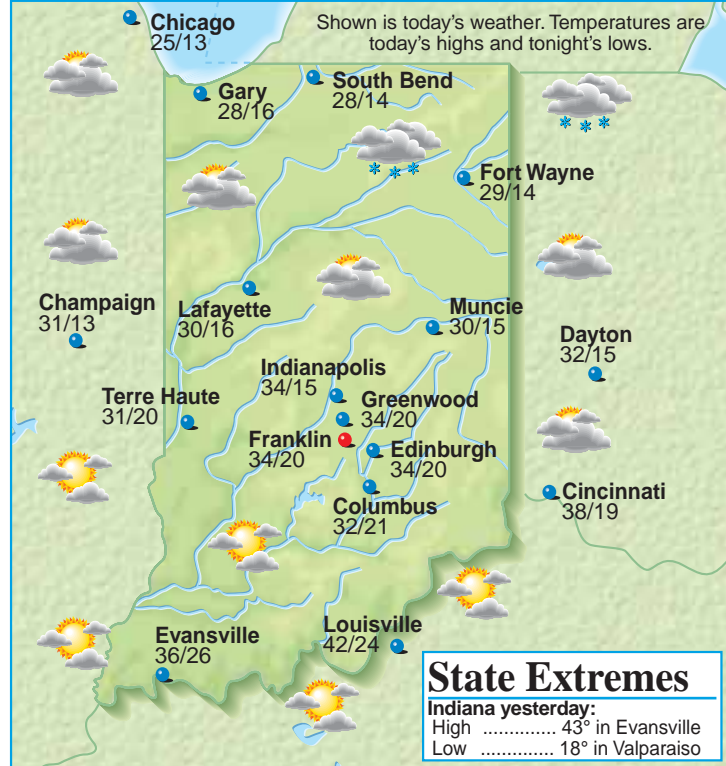 Shown is today's weather. Temperatures are
today's highs and tonight's lows.
Chicago
25/13
Gary
28/16
South Bend
28/14
Fort Wayne
29/14
Champaign
31/13
Lafayette
30/16
Muncie
30/15
Dayton
32/15
Indianapolis
34/15
Terre Haute
31/20
Greenwood
34/20
Franklin
34/20
Edinburgh
34/20
Columbus
32/21
Cincinnati
38/19
Evansville
36/26
Louisville
42/24
State Extremes
Indiana yesterday:
High .............. 43° in Evansville
Low .............. 18° in Valparaiso